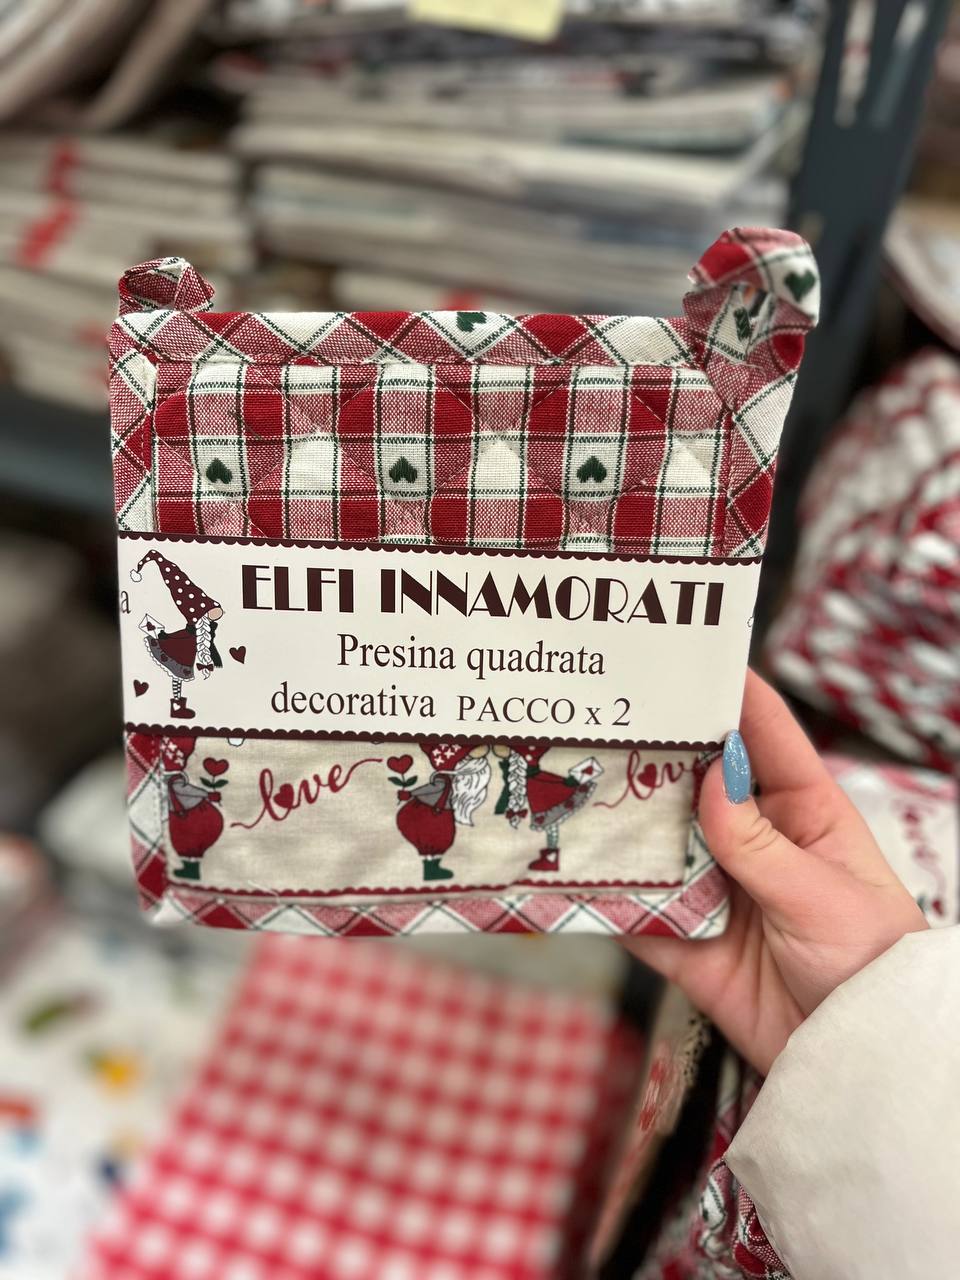 ELFI INNAMORATI
Presina quadrata
decorativa PACCO x 2
a
love
love